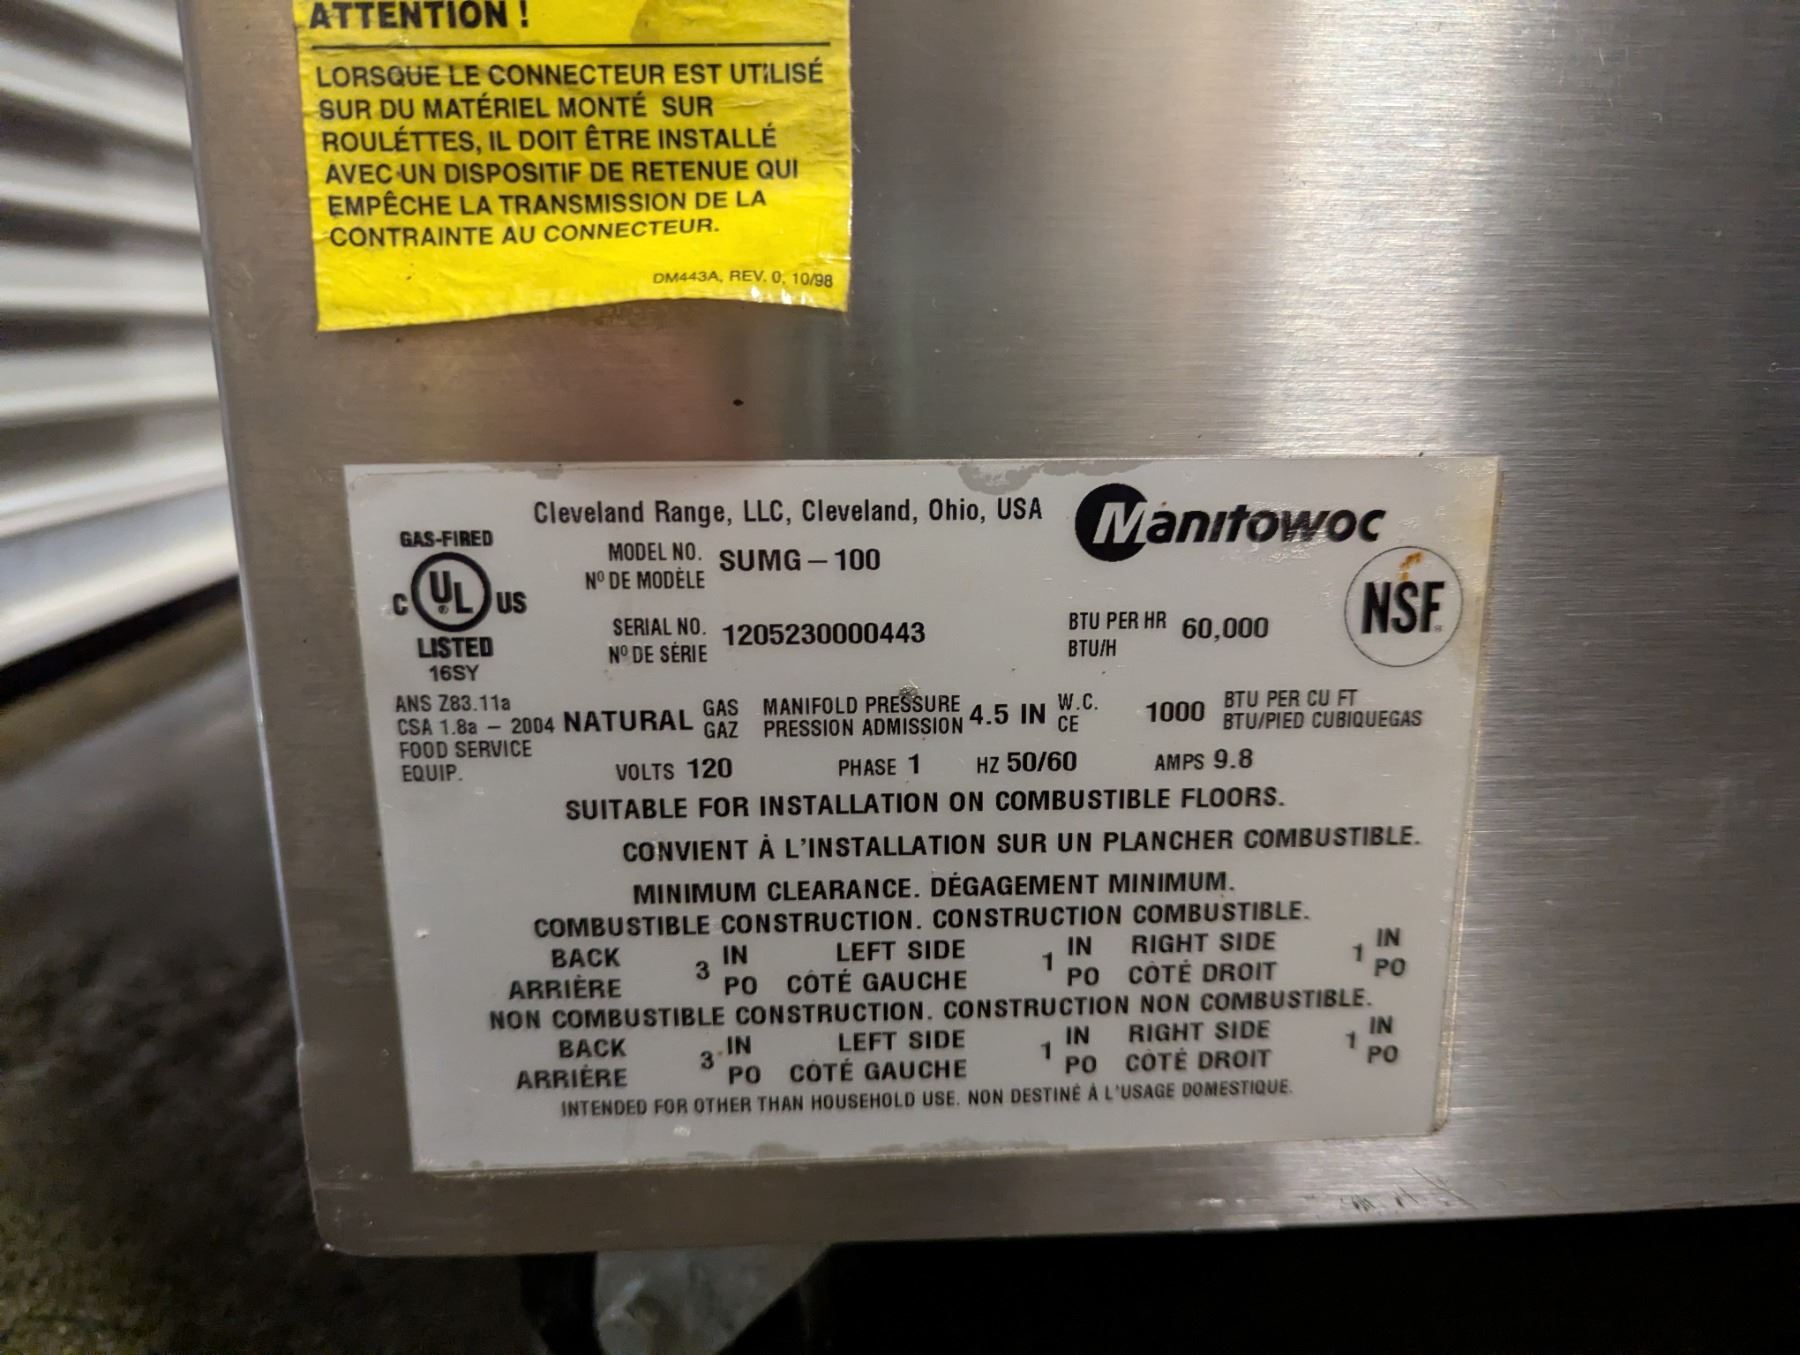 ATTENTION !
LORSQUE LE CONNECTEUR EST UTILISÉ
SUR DU MATÉRIEL MONTÉ SUR
ROULÉTTES, IL DOIT ÊTRE INSTALLÉ
AVEC UN DISPOSITIF DE RETENUE QUI
EMPÊCHE LA TRANSMISSION DE LA
CONTRAINTE AU CONNECTEUR.
DM443A, REV. 0, 10/98
Cleveland Range, LLC, Cleveland, Ohio, USA
Manitowoc
GAS-FIRED
C UL ® US
LISTED
16SY
MODEL NO. SUMG – 100
Nº DE MODÈLE
NSF®
SERIAL NO. 1205230000443
Nº DE SÉRIE
BTU PER HR 60,000
BTU/H
ANS Z83.11a
CSA 1.8a – 2004
FOOD SERVICE
EQUIP.
NATURAL GAS MANIFOLD PRESSURE 4.5 IN W.C. 1000 BTU PER CU FT
GAZ PRESSION ADMISSION CE BTU/PIED CUBIQUEGAS
VOLTS 120 PHASE 1 HZ 50/60 AMPS 9.8
SUITABLE FOR INSTALLATION ON COMBUSTIBLE FLOORS.
CONVIENT À L'INSTALLATION SUR UN PLANCHER COMBUSTIBLE.
MINIMUM CLEARANCE. DÉGAGEMENT MINIMUM.
COMBUSTIBLE CONSTRUCTION. CONSTRUCTION COMBUSTIBLE.
BACK 3 IN LEFT SIDE 1 IN RIGHT SIDE 1 IN
ARRIÈRE PO CÔTÉ GAUCHE PO CÔTÉ DROIT PO
NON COMBUSTIBLE CONSTRUCTION. CONSTRUCTION NON COMBUSTIBLE.
BACK 3 IN LEFT SIDE 1 IN RIGHT SIDE 1 IN
ARRIÈRE PO CÔTÉ GAUCHE PO CÔTÉ DROIT PO
INTENDED FOR OTHER THAN HOUSEHOLD USE. NON DESTINÉ À L'USAGE DOMESTIQUE.